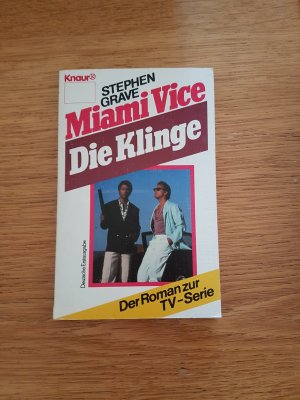 Knaur®
STEPHEN
GRAVE
Miami Vice
Die Klinge
Deutsche Erstausgabe
Der Roman zur
TV-Serie